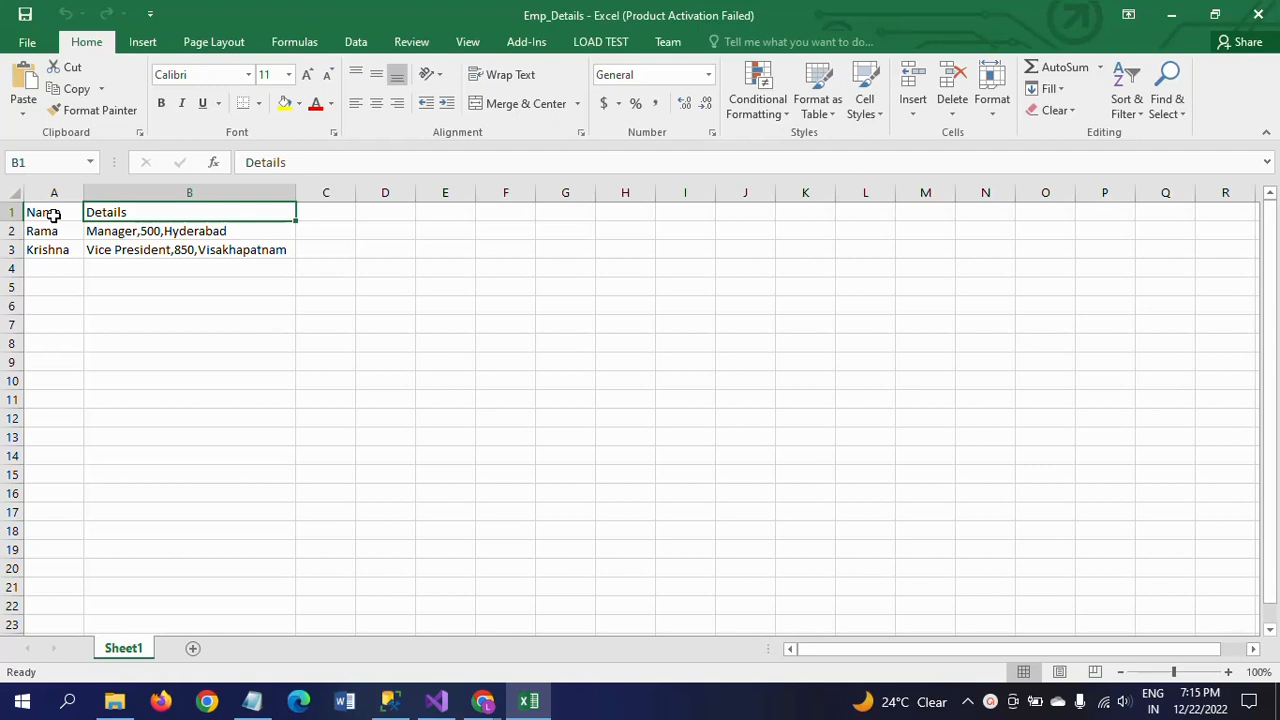 Emp_Details - Excel (Product Activation Failed)
File Home Insert Page Layout Formulas Data Review View Add-Ins LOAD TEST Team Tell me what you want to do... Share
Paste
Cut
Copy
Format Painter
Clipboard
Calibri 11
B I U
Font
Wrap Text
Merge & Center
Alignment
General
$ % ,
Number
Conditional Formatting
Format as Table
Cell Styles
Styles
Insert
Delete
Format
Cells
AutoSum
Fill
Clear
Sort & Filter
Find & Select
Editing
B1 fx Details
A B C D E F G H I J K L M N O P Q R
1 Name Details
2 Rama Manager,500,Hyderabad
3 Krishna Vice President,850,Visakhapatnam
4
5
6
7
8
9
10
11
12
13
14
15
16
17
18
19
20
21
22
23
Sheet1
Ready 100%
24°C Clear ENG IN 7:15 PM 12/22/2022